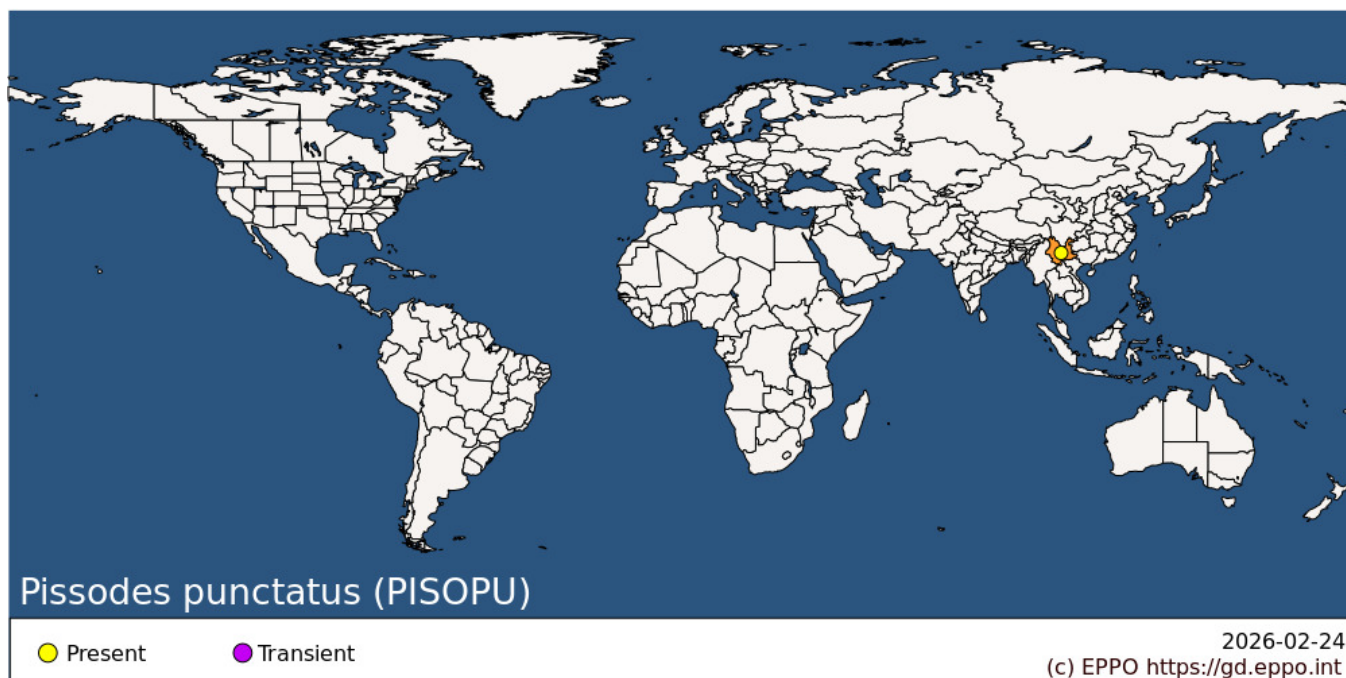 Pissodes punctatus (PISOPU)
Present
Transient
2026-02-24
(c) EPPO https://gd.eppo.int